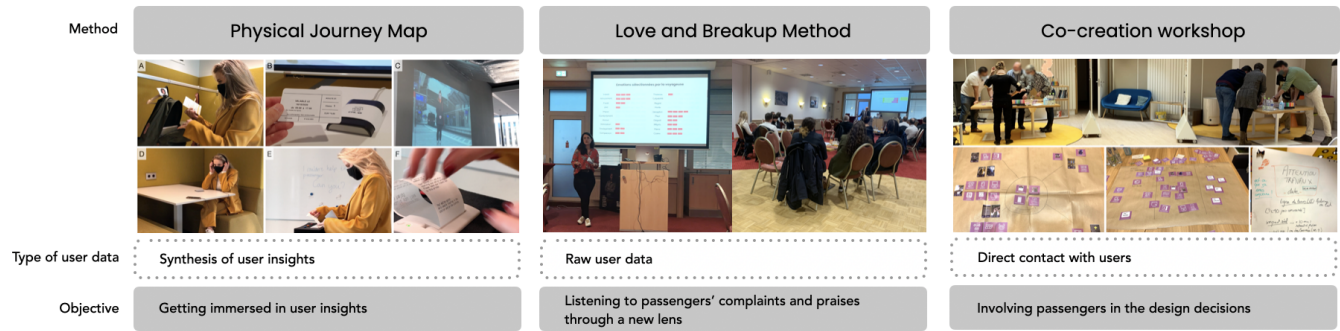 Method
Physical Journey Map
Love and Breakup Method
Co-creation workshop
A
B
C
D
E
F
Type of user data
Synthesis of user insights
Raw user data
Direct contact with users
Objective
Getting immersed in user insights
Listening to passengers' complaints and praises
through a new lens
Involving passengers in the design decisions